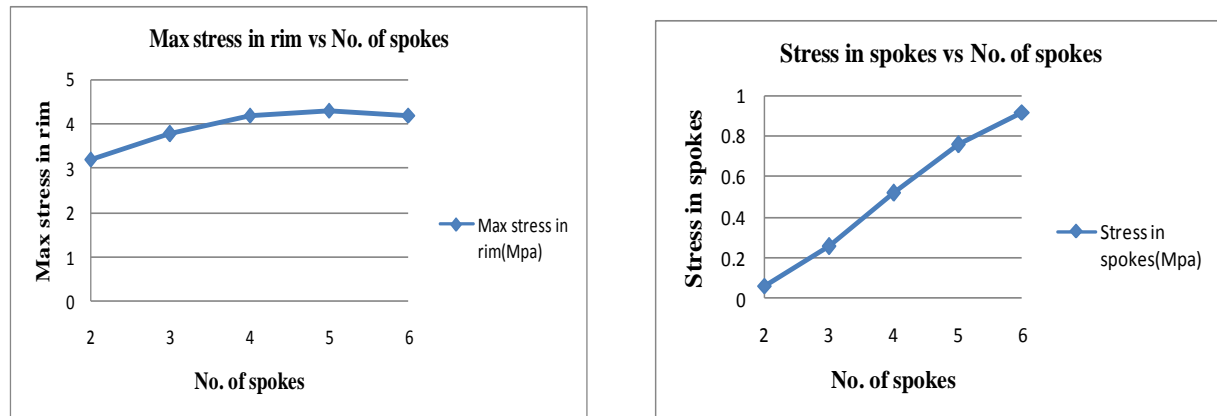 Max stress in rim vs No. of spokes
Max stress in rim
5
4
3
2
1
0
2 3 4 5 6
No. of spokes
Max stress in
rim(Mpa)
Stress in spokes vs No. of spokes
Stress in spokes
1
0.8
0.6
0.4
0.2
0
2 3 4 5 6
No. of spokes
Stress in
spokes(Mpa)